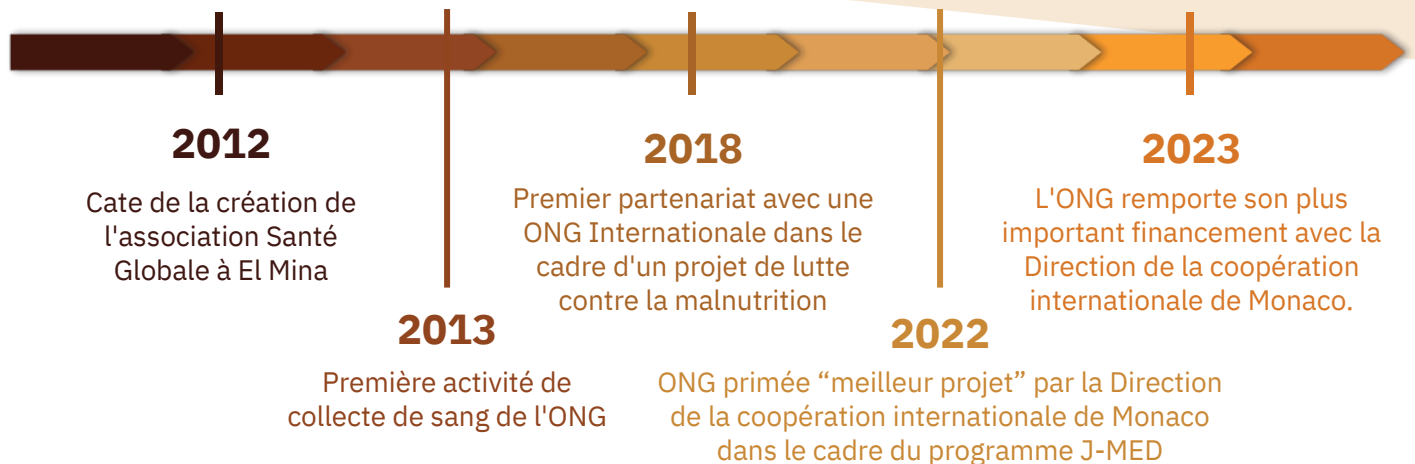 2012
Cate de la création de
l'association Santé
Globale à El Mina
2013
Première activité de
collecte de sang de l'ONG
2018
Premier partenariat avec une
ONG Internationale dans le
cadre d'un projet de lutte
contre la malnutrition
2022
ONG primée “meilleur projet” par la Direction
de la coopération internationale de Monaco
dans le cadre du programme J-MED
2023
L'ONG remporte son plus
important financement avec la
Direction de la coopération
internationale de Monaco.